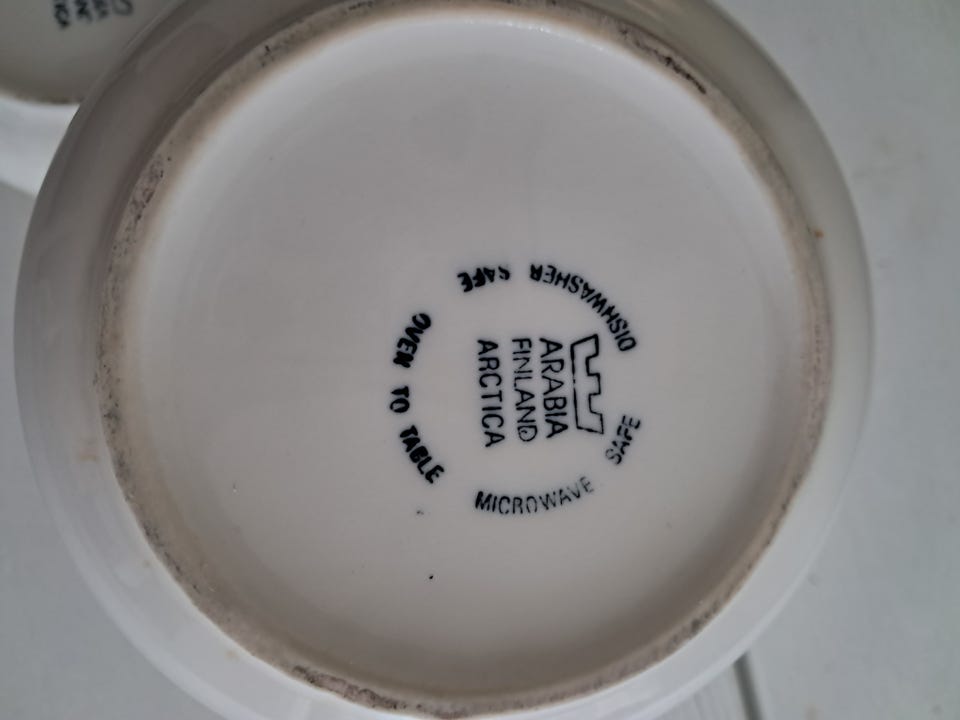 DISHWASHER SAFE
MICROWAVE SAFE
ARABIA
FINLAND
ARCTICA
OVEN TO TABLE